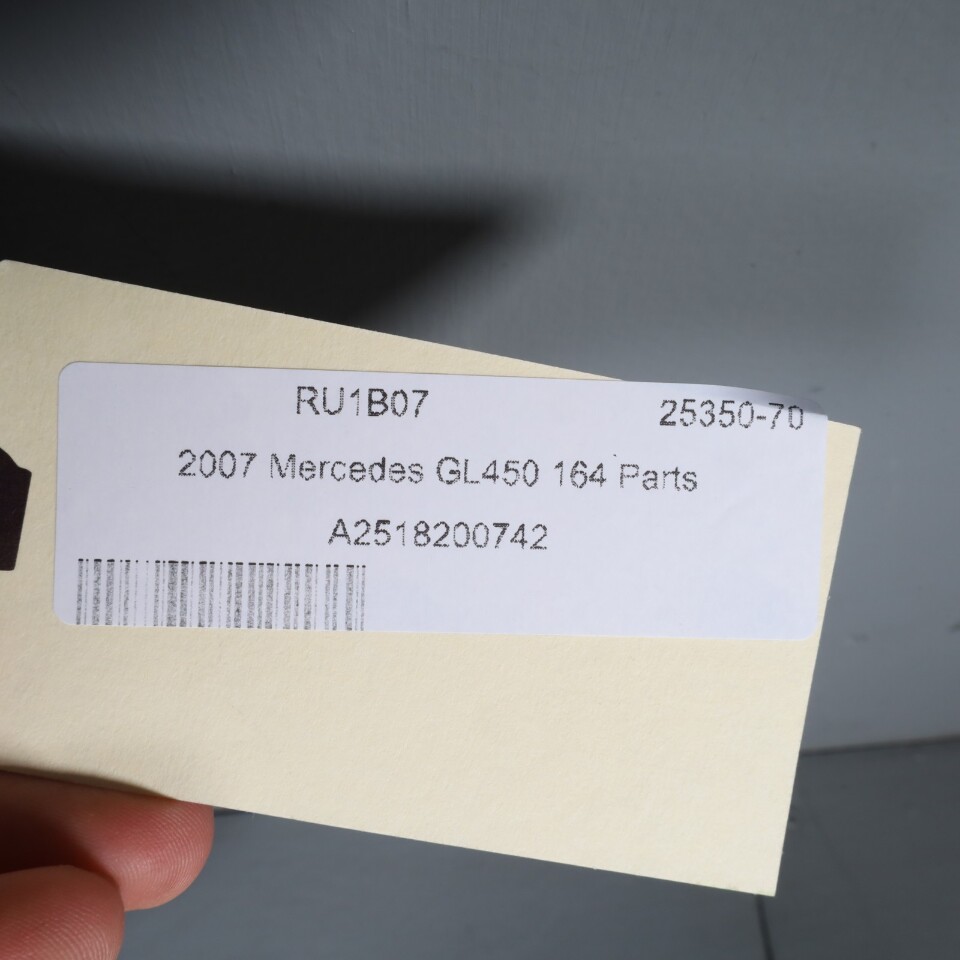 RU1B07 25350-70
2007 Mercedes GL450 164 Parts
A2518200742